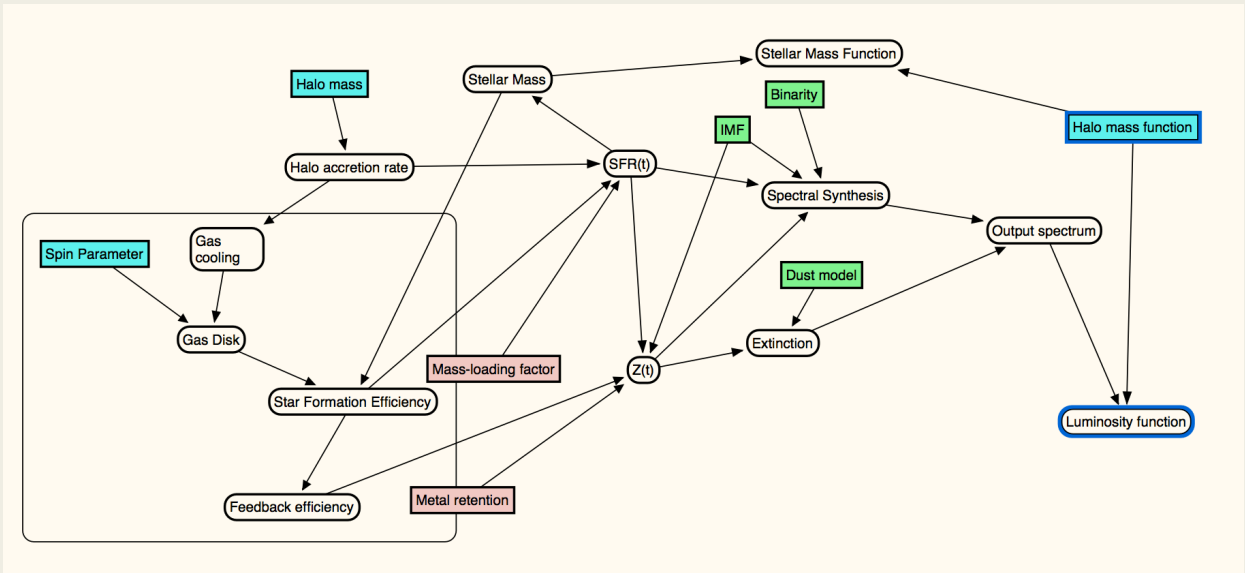 Stellar Mass Function
Stellar Mass
Halo mass
Binarity
IMF
Halo mass function
Halo accretion rate
SFR(t)
Spectral Synthesis
Output spectrum
Gas
cooling
Spin Parameter
Dust model
Gas Disk
Extinction
Mass-loading factor
Z(t)
Star Formation Efficiency
Luminosity function
Metal retention
Feedback efficiency